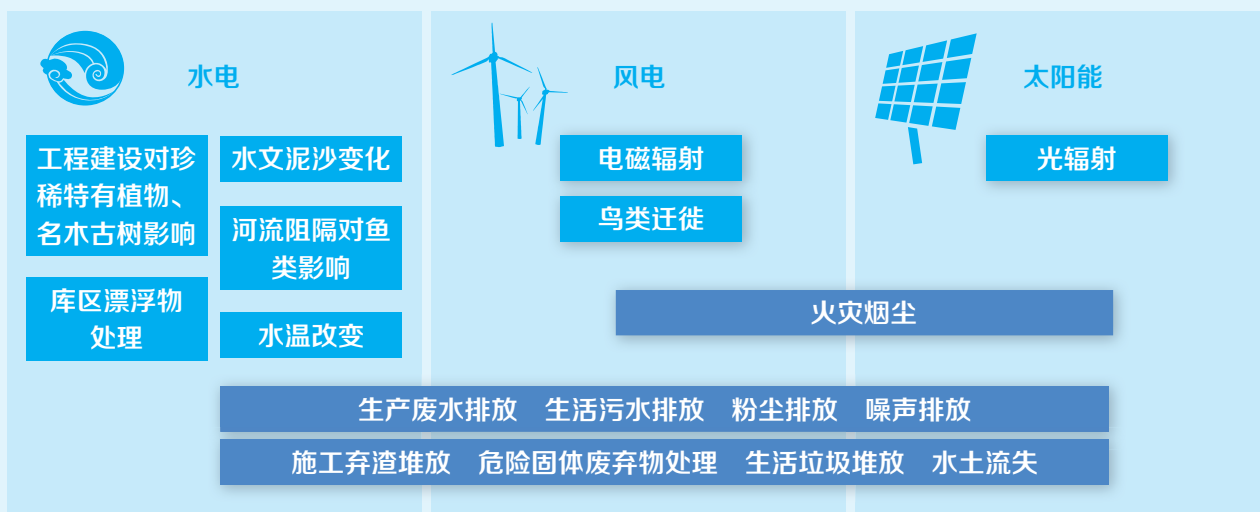 水电
工程建设对珍
稀特有植物、
名木古树影响
库区漂浮物
处理
水文泥沙变化
河流阻隔对鱼
类影响
水温改变
风电
电磁辐射
鸟类迁徙
太阳能
光辐射
火灾烟尘
生产废水排放 生活污水排放 粉尘排放 噪声排放
施工弃渣堆放 危险固体废弃物处理 生活垃圾堆放 水土流失